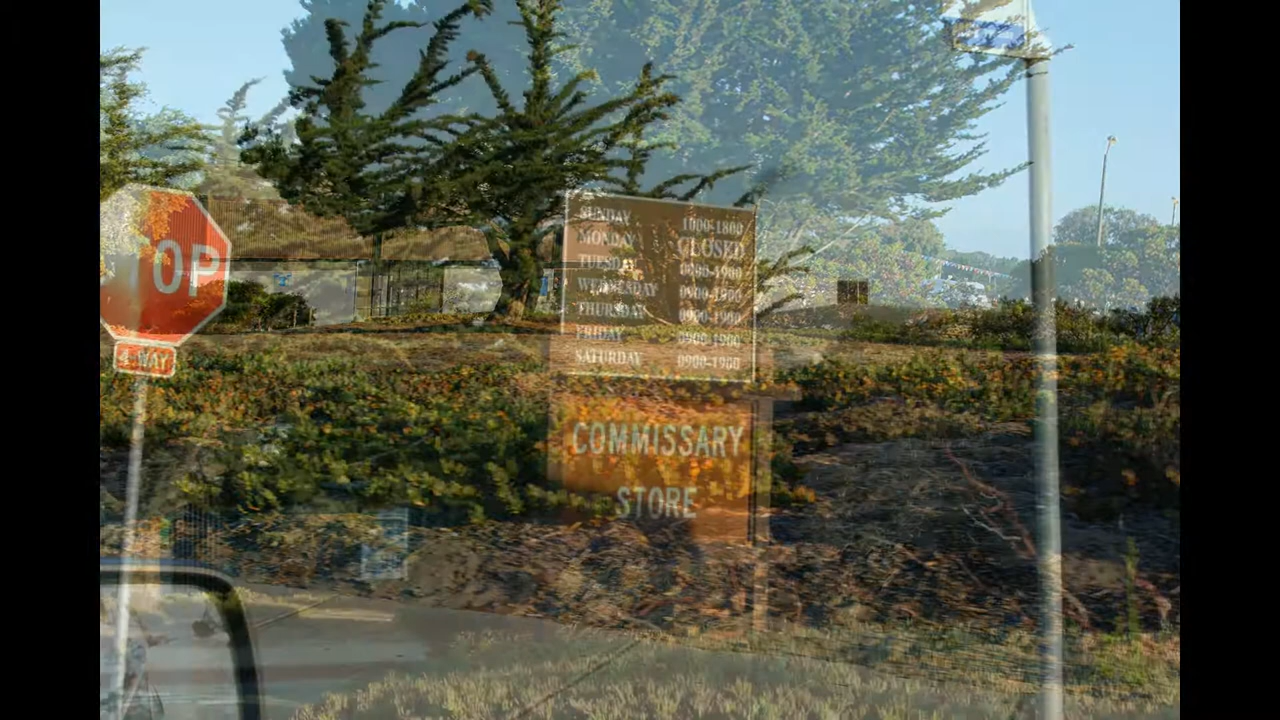 OP
4-WAY
SUNDAY 1000-1800
MONDAY CLOSED
TUESDAY 0900-1900
WEDNESDAY 0900-1900
THURSDAY 0900-1900
FRIDAY 0900-1900
SATURDAY 0900-1900
COMMISSARY
STORE